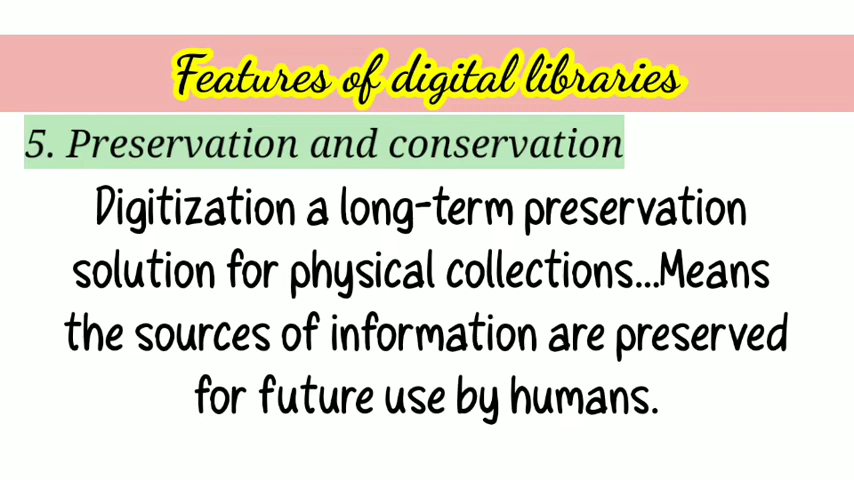 Features of digital libraries
5. Preservation and conservation
Digitization a long-term preservation
solution for physical collections...Means
the sources of information are preserved
for future use by humans.